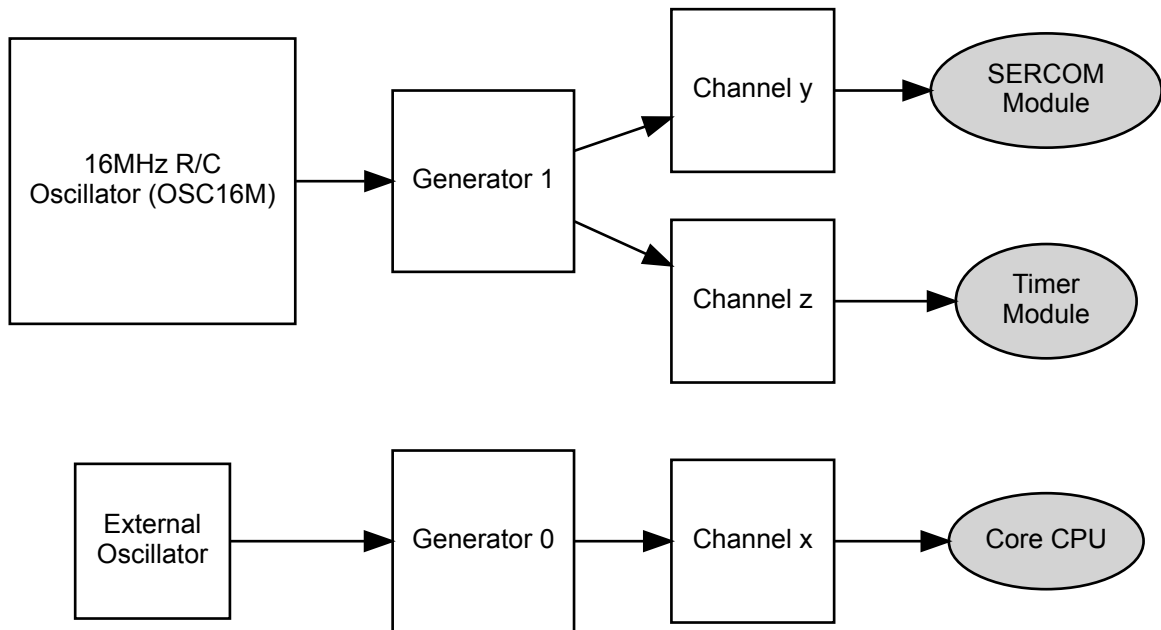 16MHz R/C
Oscillator (OSC16M)
Generator 1
Channel y
SERCOM
Module
Channel z
Timer
Module
External
Oscillator
Generator 0
Channel x
Core CPU